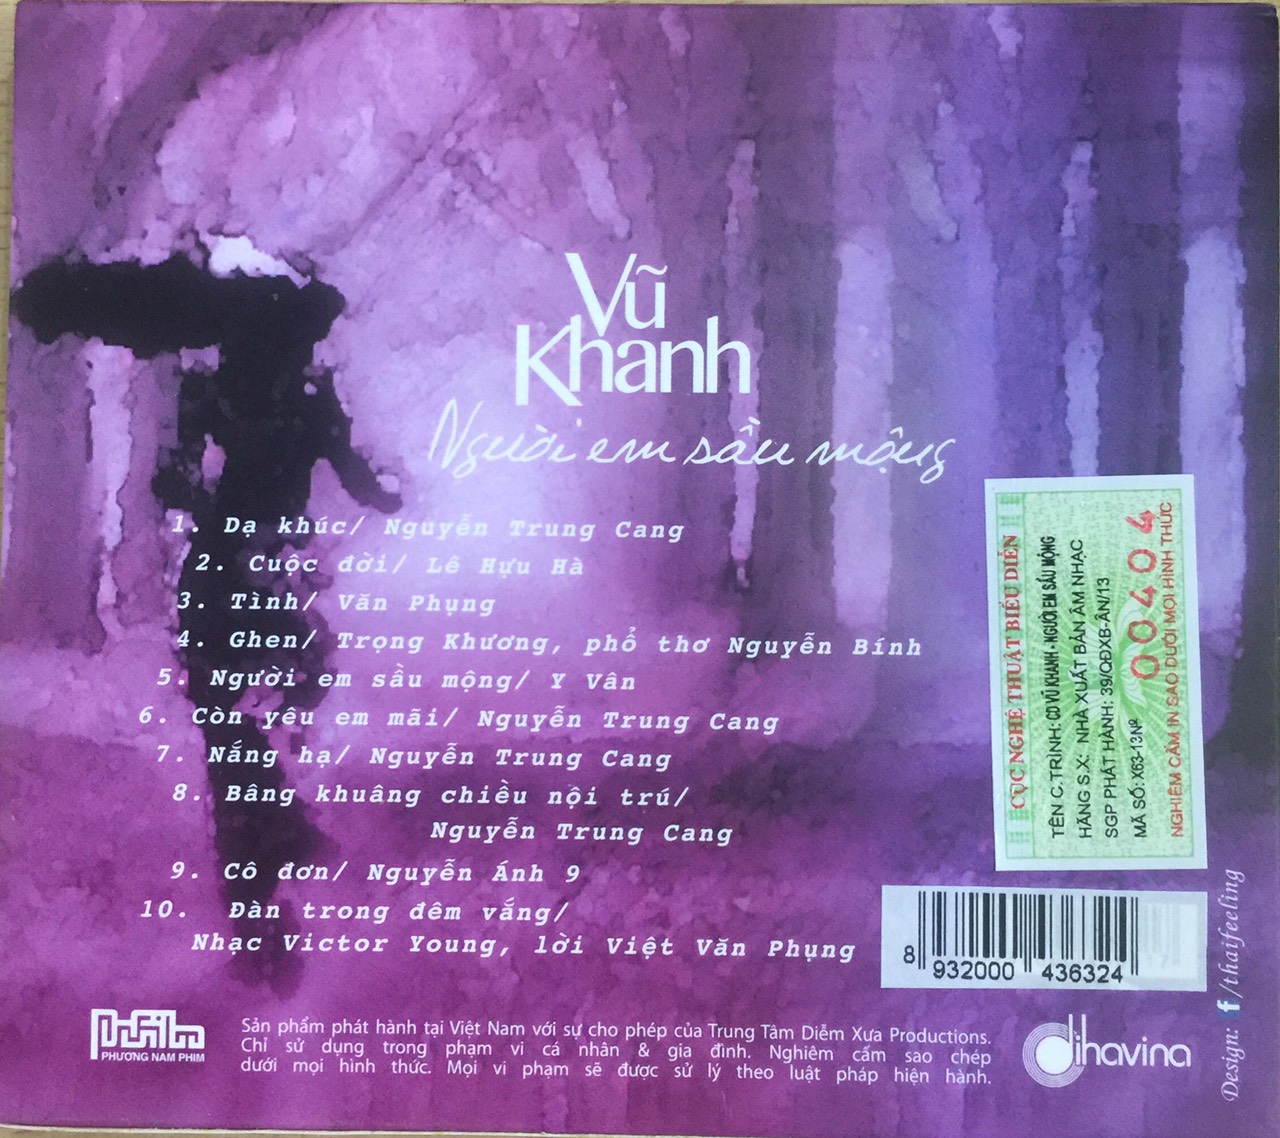 Vũ
Khanh
Người em sầu mộng
1. Dạ khúc/ Nguyễn Trung Cang
2. Cuộc đời/ Lê Hựu Hà
3. Tình/ Văn Phụng
4. Ghen/ Trọng Khương, phổ thơ Nguyễn Bính
5. Người em sầu mộng/ Y Vân
6. Còn yêu em mãi/ Nguyễn Trung Cang
7. Nắng hạ/ Nguyễn Trung Cang
8. Bâng khuâng chiều nội trú/
Nguyễn Trung Cang
9. Cô đơn/ Nguyễn Ánh 9
10. Đàn trong đêm vắng/
Nhạc Victor Young, lời Việt Văn Phụng
CỤC NGHỆ THUẬT BIỂU DIỄN
TÊN C.TRÌNH: CD VŨ KHANH - NGƯỜI EM SẦU MỘNG
HÃNG S.X: NHÀ XUẤT BẢN ÂM NHẠC
SGP PHÁT HÀNH: 39/QĐXB-ÂN/13
MÃ SỐ: X63-13Nº
00404
NGHIÊM CẤM IN SAO DƯỚI MỌI HÌNH THỨC
8 932000 436324
PHƯƠNG NAM PHIM
Sản phẩm phát hành tại Việt Nam với sự cho phép của Trung Tâm Diễm Xưa Productions.
Chỉ sử dụng trong phạm vi cá nhân & gia đình. Nghiêm cấm sao chép
dưới mọi hình thức. Mọi vi phạm sẽ được sử lý theo luật pháp hiện hành.
dihavina
Design: f/thaifeeling